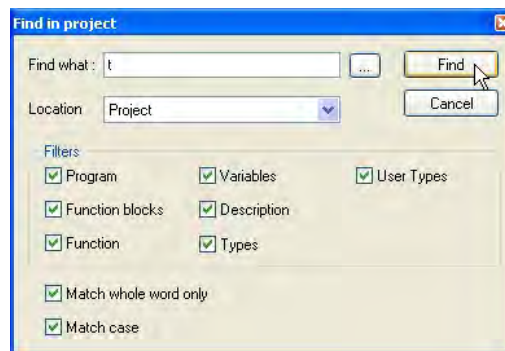 Find in project
Find what : t ... Find
Location Project Cancel
Filters
Program Variables User Types
Function blocks Description
Function Types
Match whole word only
Match case